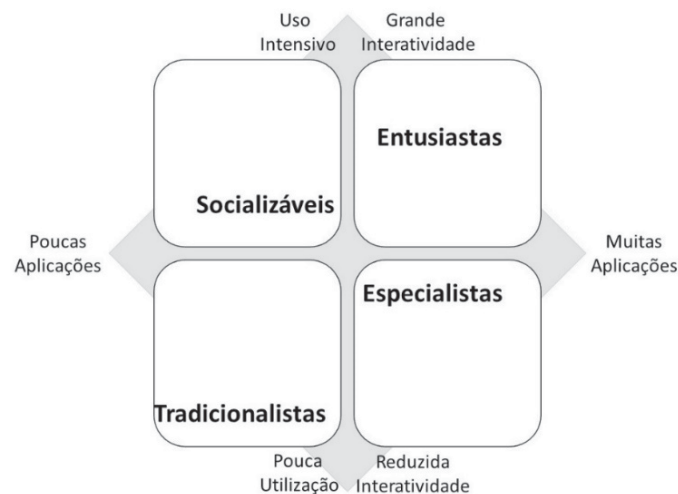 Uso
Intensivo
Grande
Interatividade
Entusiastas
Socializáveis
Poucas
Aplicações
Muitas
Aplicações
Especialistas
Tradicionalistas
Pouca
Utilização
Reduzida
Interatividade